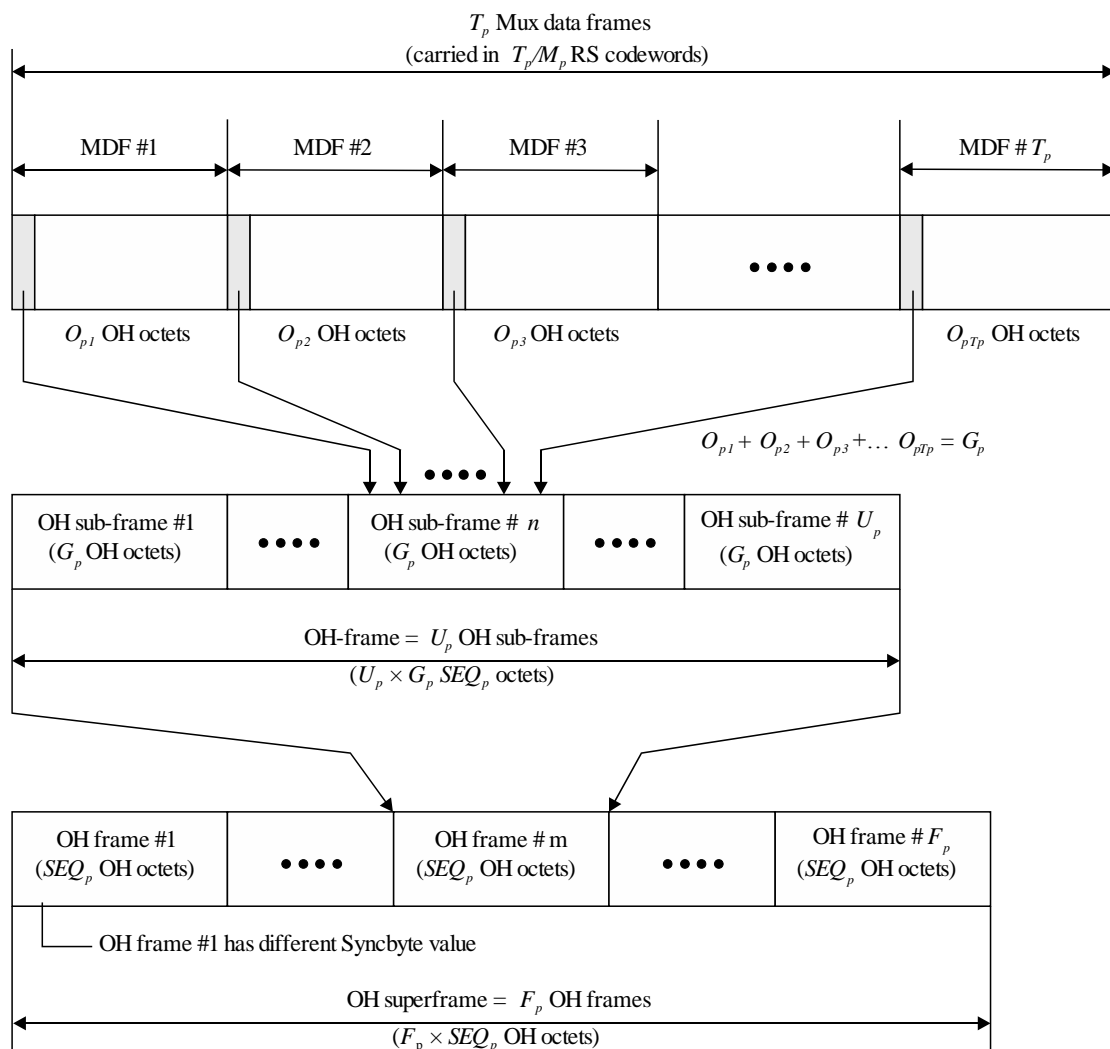 T_p Mux data frames
(carried in T_p/M_p RS codewords)
MDF #1 MDF #2 MDF #3 MDF # T_p
O_p1 OH octets O_p2 OH octets O_p3 OH octets O_pTp OH octets
O_p1 + O_p2 + O_p3 +… O_pTp = G_p
OH sub-frame #1 OH sub-frame # n OH sub-frame # U_p
(G_p OH octets) (G_p OH octets) (G_p OH octets)
OH-frame = U_p OH sub-frames
(U_p × G_p SEQ_p octets)
OH frame #1 OH frame # m OH frame # F_p
(SEQ_p OH octets) (SEQ_p OH octets) (SEQ_p OH octets)
OH frame #1 has different Syncbyte value
OH superframe = F_p OH frames
(F_p × SEQ_p OH octets)